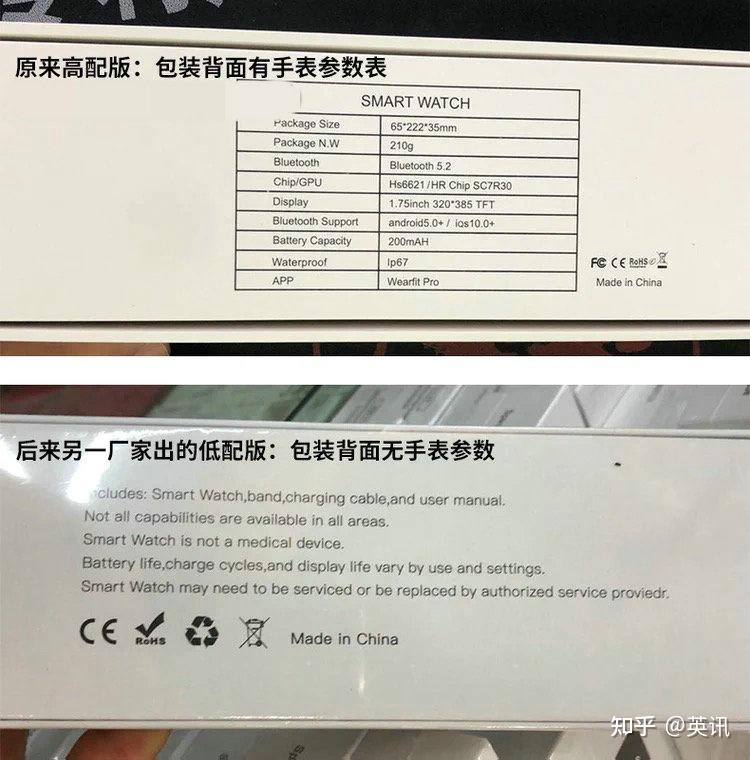 原来高配版：包装背面有手表参数表
SMART WATCH
Package Size 65*222*35mm
Package N.W 210g
Bluetooth Bluetooth 5.2
Chip/GPU Hs6621/HR Chip SC7R30
Display 1.75inch 320*385 TFT
Bluetooth Support android5.0+ / ios10.0+
Battery Capacity 200mAH
Waterproof Ip67
APP Wearfit Pro
FC CE RoHS
Made in China
后来另一厂家出的低配版：包装背面无手表参数
ncludes: Smart Watch,band,charging cable,and user manual.
Not all capabilities are available in all areas.
Smart Watch is not a medical device.
Battery life,charge cycles,and display life vary by use and settings.
Smart Watch may need to be serviced or be replaced by authorized service proviedr.
CE RoHS Made in China
知乎 @英讯